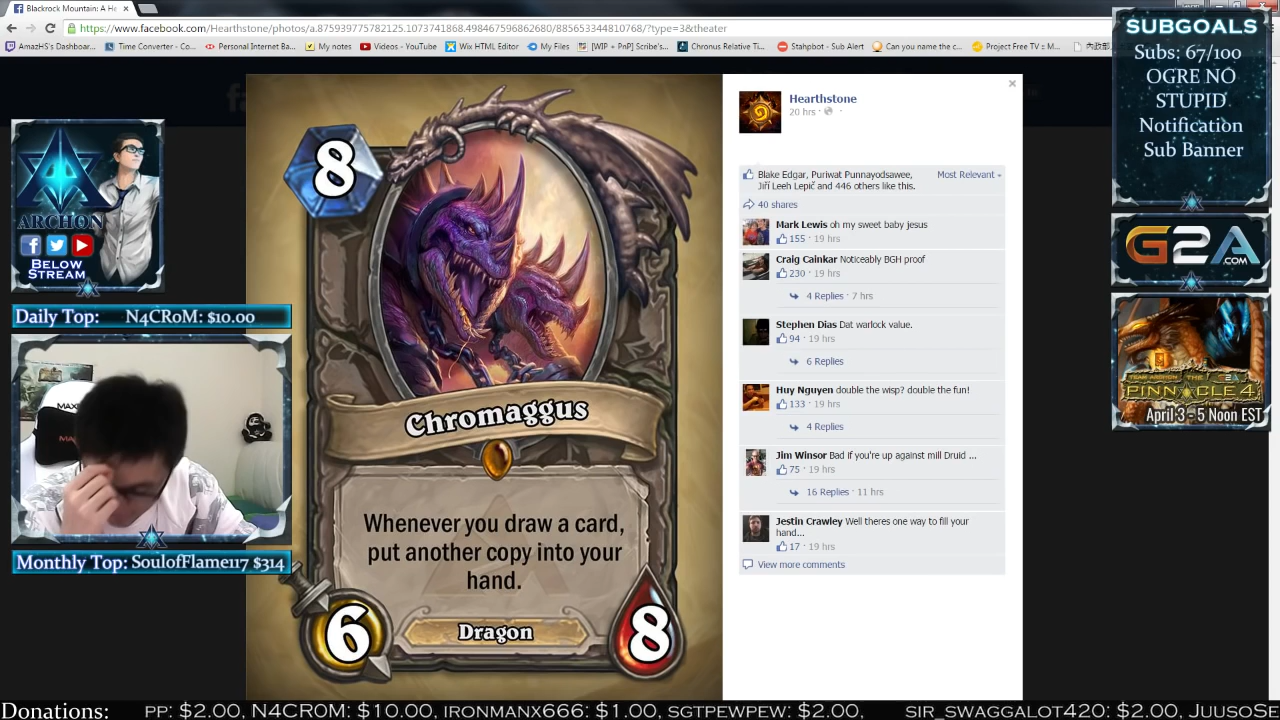 Blackrock Mountain: A He
https://www.facebook.com/Hearthstone/photos/a.875939775782125.1073741868.498467596862680/885653344810768/?type=3&theater
AmazHS's Dashboar...
Time Converter - Co...
Personal Internet Ba...
My notes
Videos - YouTube
Wix HTML Editor
My Files
[WIP + PnP] Scribe's...
Chronus Relative Ti...
Stahpbot - Sub Alert
Can you name the c...
Project Free TV :: M...
SUBGOALS
Subs: 67/100
OGRE NO
STUPID
Notification
Sub Banner
G2A
.COM
TEAM ARCHON
THE
G2A
PINNACLE 4
April 3 - 5 Noon EST
ARCHON
BELOW
STREAM
Daily Top: N4CRoM: $10.00
MAX
Monthly Top: SoulofFlame117 $314
8
Chromaggus
Whenever you draw a card,
put another copy into your
hand.
6
Dragon
8
Hearthstone
20 hrs ·
Blake Edgar, Puriwat Punnayodsawee,
Jiří Leeh Lepič and 446 others like this.
Most Relevant
40 shares
Mark Lewis oh my sweet baby jesus
155 · 19 hrs
Craig Cainkar Noticeably BGH proof
230 · 19 hrs
4 Replies · 7 hrs
Stephen Dias Dat warlock value.
94 · 19 hrs
6 Replies
Huy Nguyen double the wisp? double the fun!
133 · 19 hrs
4 Replies
Jim Winsor Bad if you're up against mill Druid ...
75 · 19 hrs
16 Replies · 11 hrs
Jestin Crawley Well theres one way to fill your
hand...
17 · 19 hrs
View more comments
Donations: PP: $2.00, N4CR0M: $10.00, IRONMANX666: $1.00, SGTPEWPEW: $2.00, SIR_SWAGGALOT420: $2.00, JUUSOSE